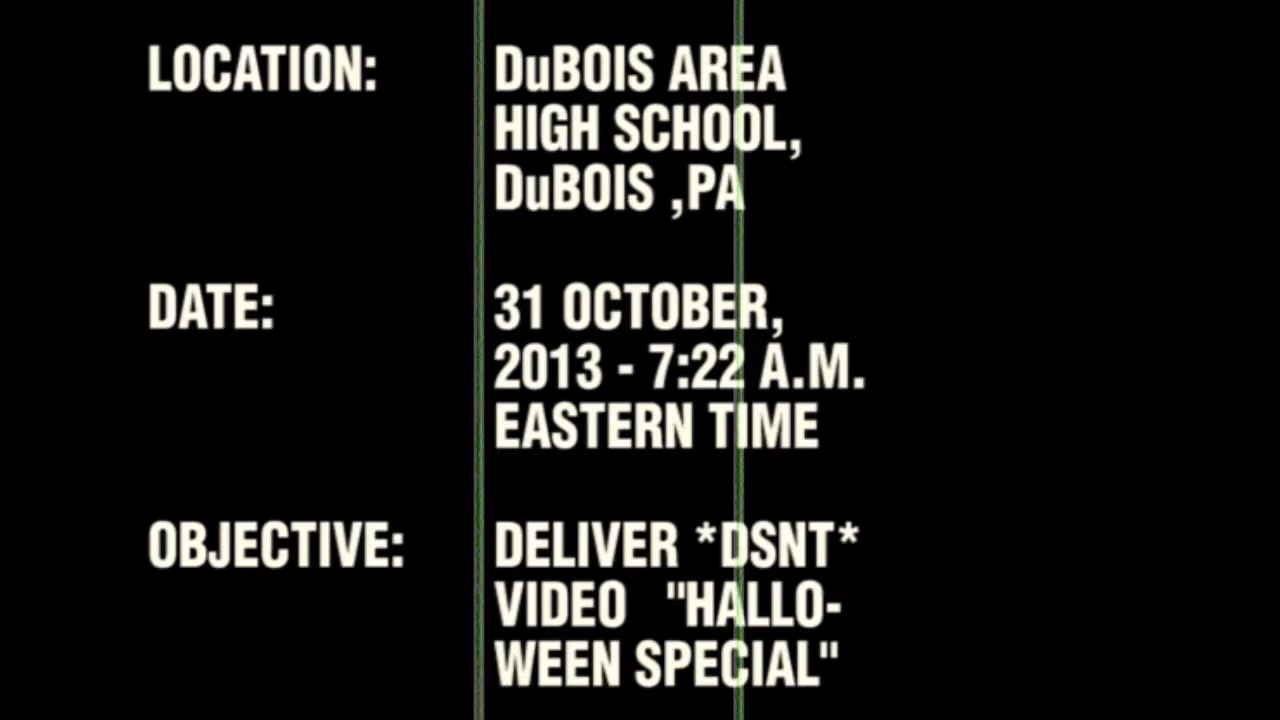 LOCATION: DuBOIS AREA
HIGH SCHOOL,
DuBOIS ,PA
DATE: 31 OCTOBER,
2013 - 7:22 A.M.
EASTERN TIME
OBJECTIVE: DELIVER *DSNT*
VIDEO "HALLO-
WEEN SPECIAL"